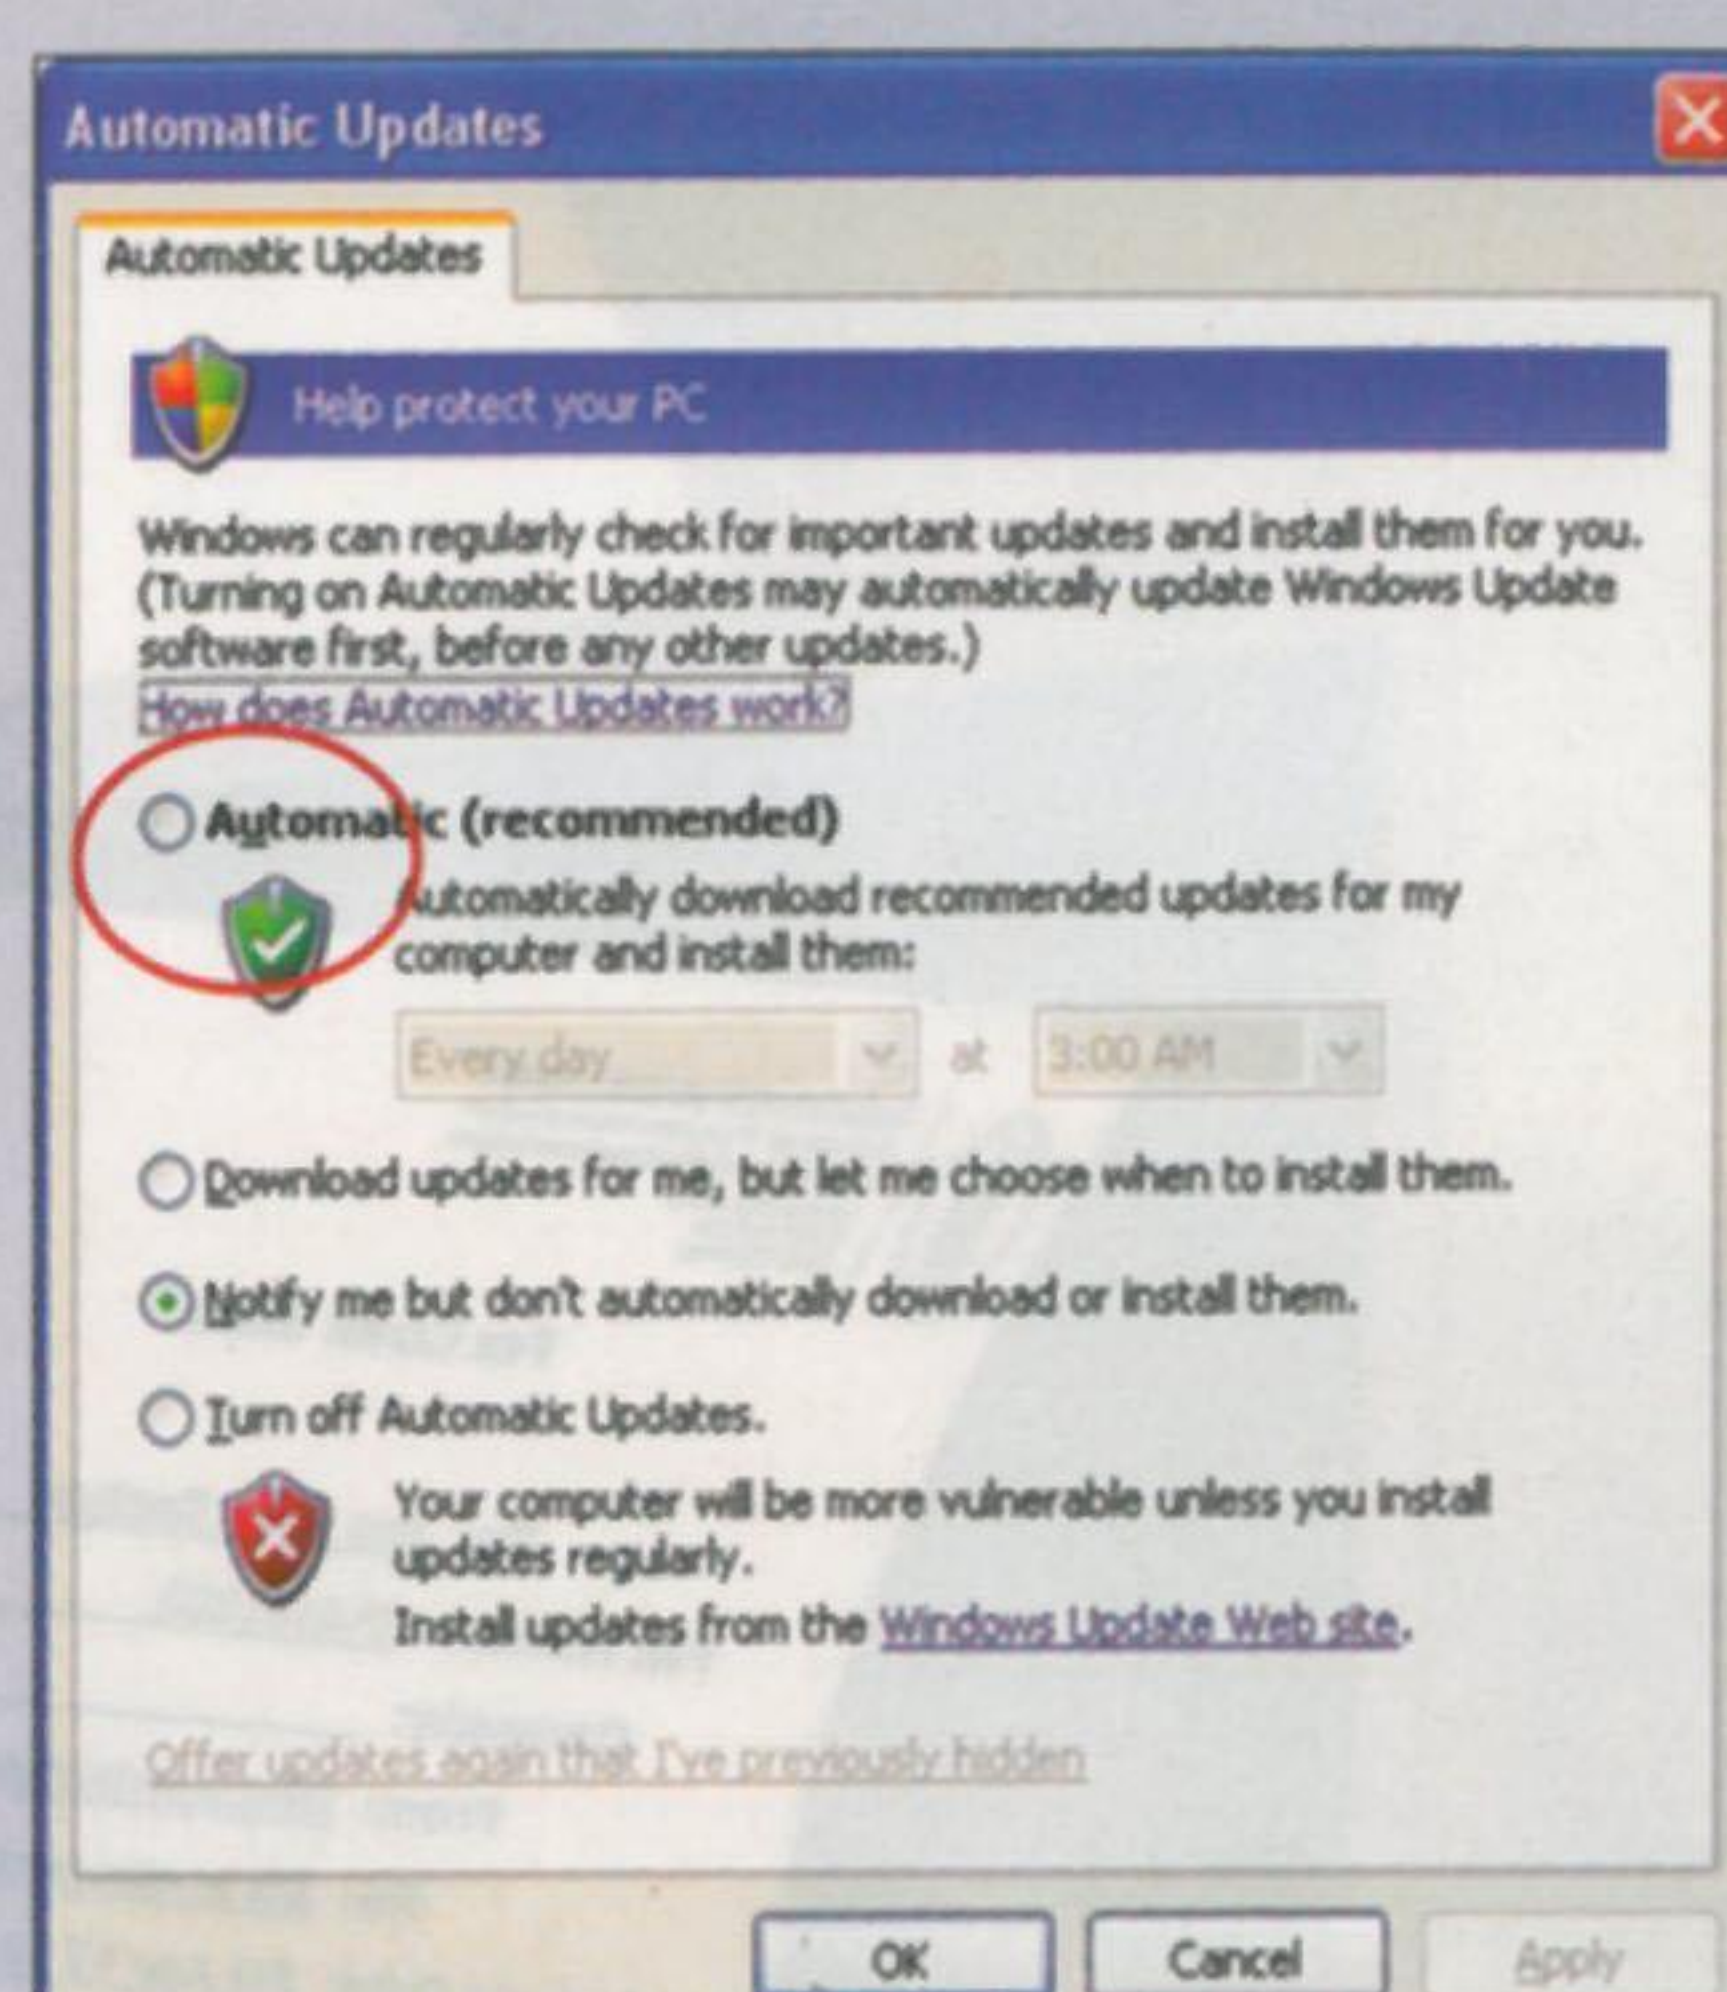 Automatic Updates
Automatic Updates
Help protect your PC
Windows can regularly check for important updates and install them for you.
(Turning on Automatic Updates may automatically update Windows Update
software first, before any other updates.)
How does Automatic Updates work?
Automatic (recommended)
Automatically download recommended updates for my
computer and install them:
Every day at 3:00 AM
Download updates for me, but let me choose when to install them.
Notify me but don't automatically download or install them.
Turn off Automatic Updates.
Your computer will be more vulnerable unless you install
updates regularly.
Install updates from the Windows Update Web site.
Offer updates again that I've previously hidden
OK Cancel Apply